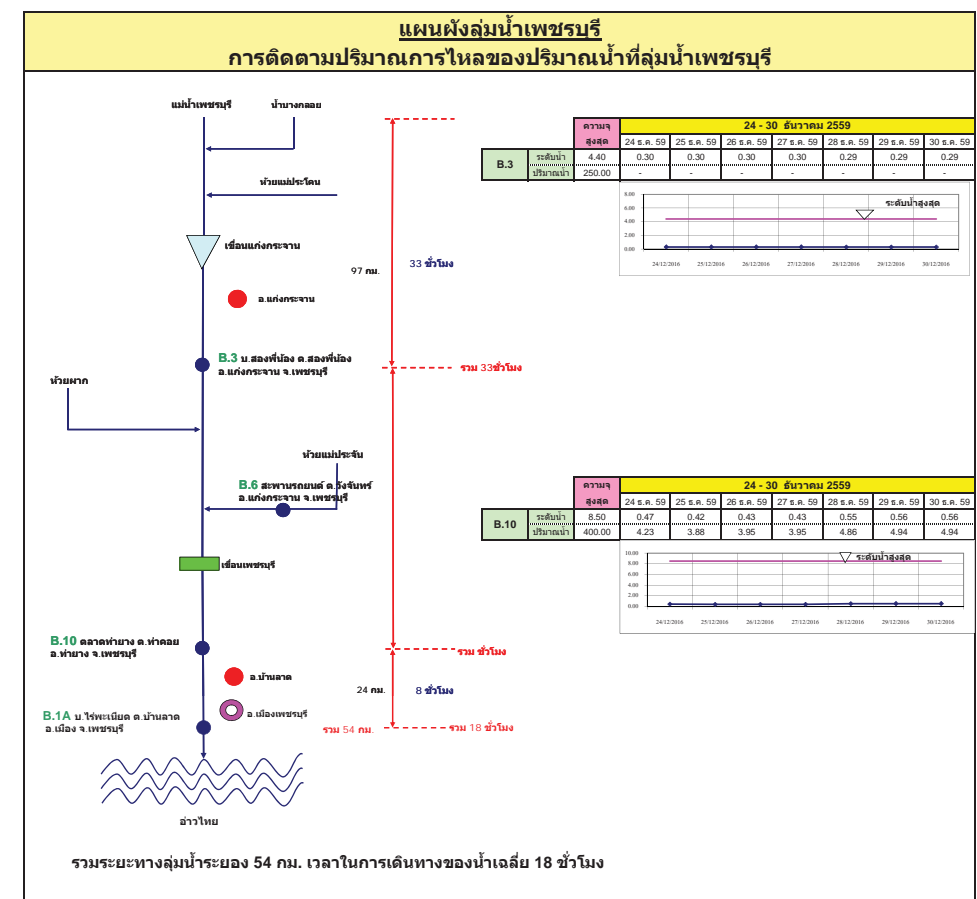 แผนผังลุ่มน้ำเพชรบุรี
การติดตามปริมาณการไหลของปริมาณน้ำที่ลุ่มน้ำเพชรบุรี
แม่น้ำเพชรบุรี น้ำบางกลอย
ห้วยแม่ประโดน
เขื่อนแก่งกระจาน
97 กม. 33 ชั่วโมง
อ.แก่งกระจาน
B.3 บ.สองพี่น้อง ต.สองพี่น้อง
อ.แก่งกระจาน จ.เพชรบุรี
รวม 33ชั่วโมง
ห้วยผาก
ห้วยแม่ประจัน
B.6 สะพานรถยนต์ ต.วังจันทร์
อ.แก่งกระจาน จ.เพชรบุรี
เขื่อนเพชรบุรี
B.10 ตลาดท่ายาง ต.ท่าคอย
อ.ท่ายาง จ.เพชรบุรี
รวม ชั่วโมง
อ.บ้านลาด
24 กม. 8 ชั่วโมง
อ.เมืองเพชรบุรี
B.1A บ.ไร่พะเนียด ต.บ้านลาด
อ.เมือง จ.เพชรบุรี
รวม 54 กม. รวม 18 ชั่วโมง
อ่าวไทย
รวมระยะทางลุ่มน้ำระยอง 54 กม. เวลาในการเดินทางของน้ำเฉลี่ย 18 ชั่วโมง
ความจุ 24 - 30 ธันวาคม 2559
สูงสุด 24 ธ.ค. 59 25 ธ.ค. 59 26 ธ.ค. 59 27 ธ.ค. 59 28 ธ.ค. 59 29 ธ.ค. 59 30 ธ.ค. 59
B.3 ระดับน้ำ 4.40 0.30 0.30 0.30 0.30 0.29 0.29 0.29
ปริมาณน้ำ 250.00 - - - - - - -
8.00
6.00
4.00
2.00
0.00
ระดับน้ำสูงสุด
24/12/2016 25/12/2016 26/12/2016 27/12/2016 28/12/2016 29/12/2016 30/12/2016
ความจุ 24 - 30 ธันวาคม 2559
สูงสุด 24 ธ.ค. 59 25 ธ.ค. 59 26 ธ.ค. 59 27 ธ.ค. 59 28 ธ.ค. 59 29 ธ.ค. 59 30 ธ.ค. 59
B.10 ระดับน้ำ 8.50 0.47 0.42 0.43 0.43 0.55 0.56 0.56
ปริมาณน้ำ 400.00 4.23 3.88 3.95 3.95 4.86 4.94 4.94
10.00
8.00
6.00
4.00
2.00
0.00
ระดับน้ำสูงสุด
24/12/2016 25/12/2016 26/12/2016 27/12/2016 28/12/2016 29/12/2016 30/12/2016